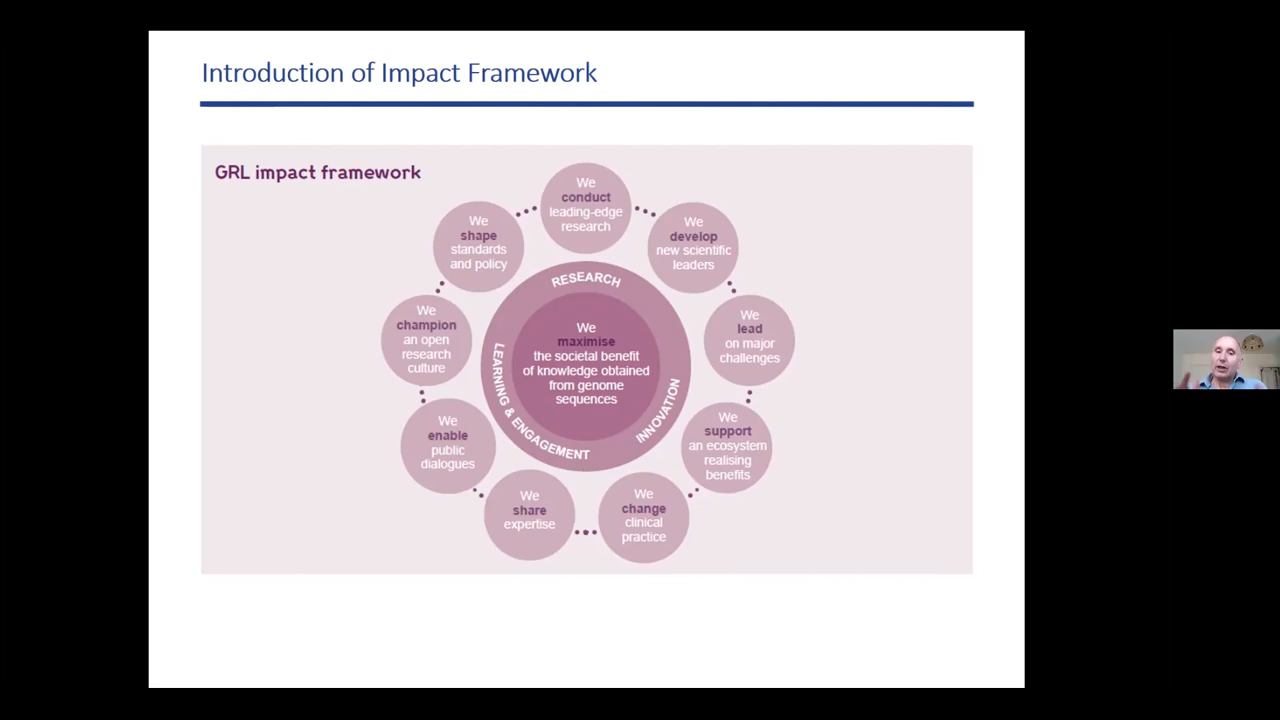 Introduction of Impact Framework
GRL impact framework
We
conduct
leading-edge
research
We
develop
new scientific
leaders
We
lead
on major
challenges
We
support
an ecosystem
realising
benefits
We
change
clinical
practice
We
share
expertise
We
enable
public
dialogues
We
champion
an open
research
culture
We
shape
standards
and policy
RESEARCH
INNOVATION
LEARNING & ENGAGEMENT
We
maximise
the societal benefit
of knowledge obtained
from genome
sequences